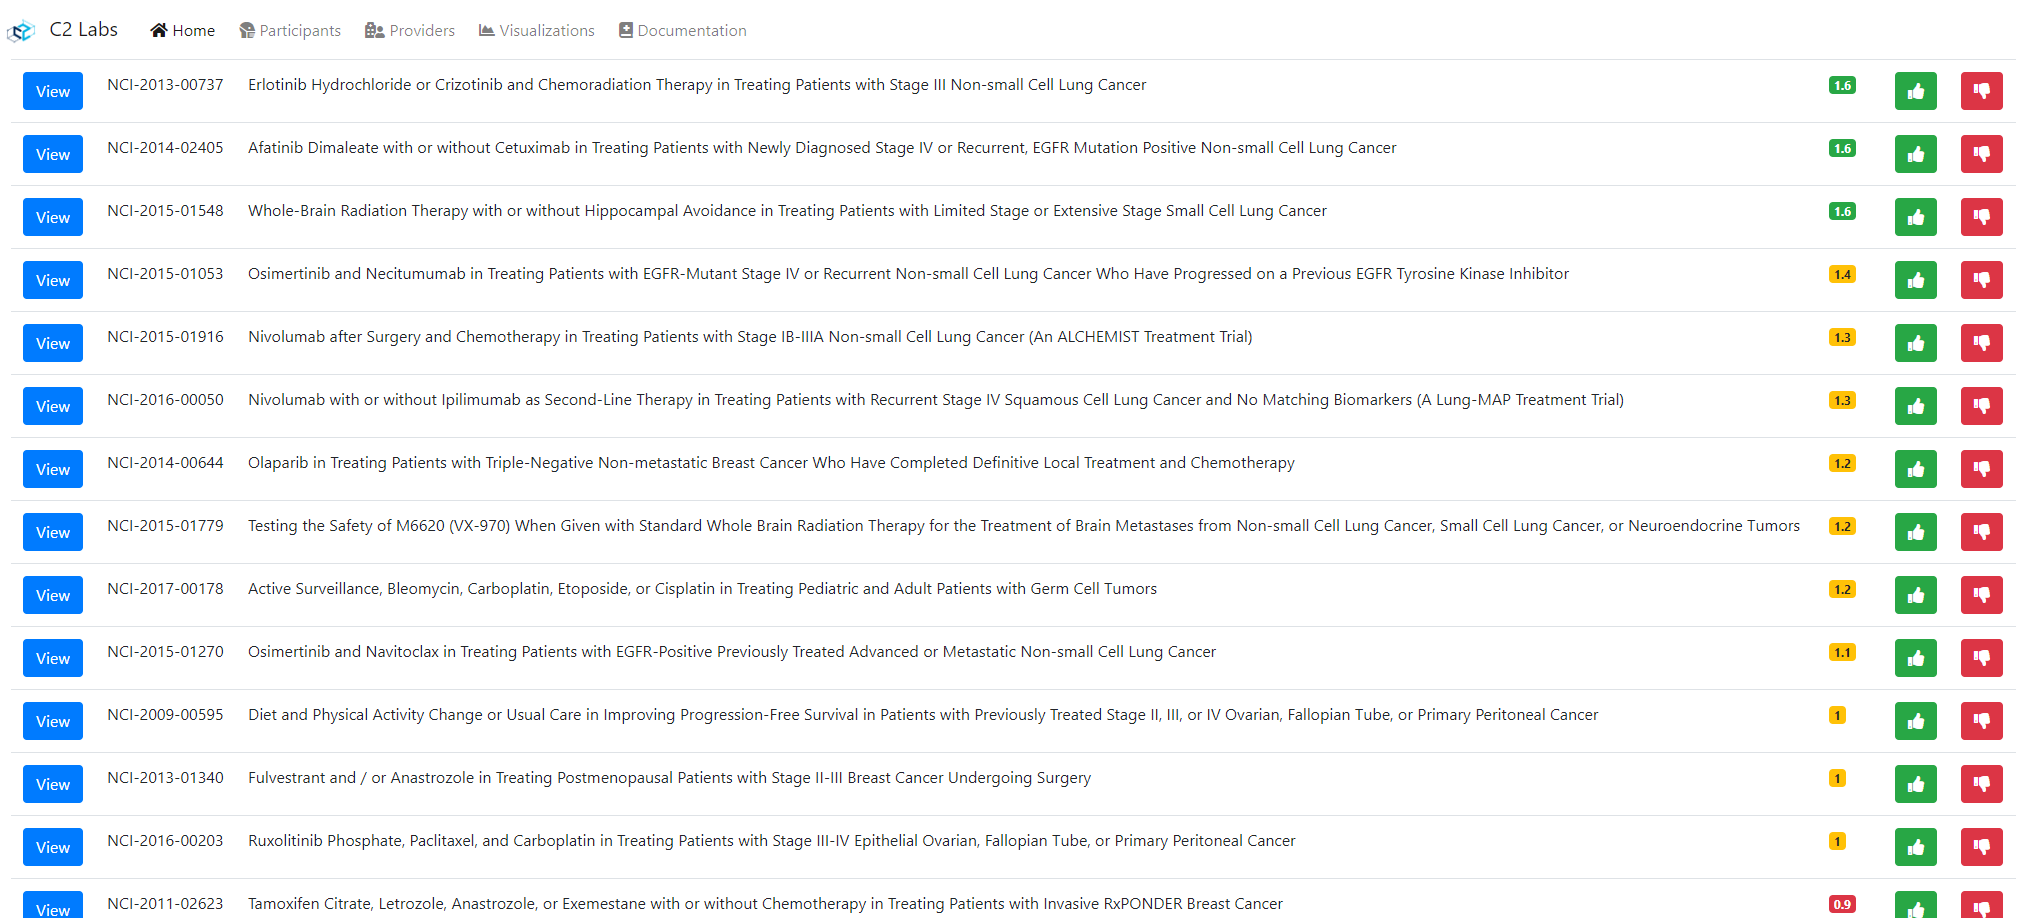 C2 Labs Home Participants Providers Visualizations Documentation
View NCI-2013-00737 Erlotinib Hydrochloride or Crizotinib and Chemoradiation Therapy in Treating Patients with Stage III Non-small Cell Lung Cancer 1.6
View NCI-2014-02405 Afatinib Dimaleate with or without Cetuximab in Treating Patients with Newly Diagnosed Stage IV or Recurrent, EGFR Mutation Positive Non-small Cell Lung Cancer 1.6
View NCI-2015-01548 Whole-Brain Radiation Therapy with or without Hippocampal Avoidance in Treating Patients with Limited Stage or Extensive Stage Small Cell Lung Cancer 1.6
View NCI-2015-01053 Osimertinib and Necitumumab in Treating Patients with EGFR-Mutant Stage IV or Recurrent Non-small Cell Lung Cancer Who Have Progressed on a Previous EGFR Tyrosine Kinase Inhibitor 1.4
View NCI-2015-01916 Nivolumab after Surgery and Chemotherapy in Treating Patients with Stage IB-IIIA Non-small Cell Lung Cancer (An ALCHEMIST Treatment Trial) 1.3
View NCI-2016-00050 Nivolumab with or without Ipilimumab as Second-Line Therapy in Treating Patients with Recurrent Stage IV Squamous Cell Lung Cancer and No Matching Biomarkers (A Lung-MAP Treatment Trial) 1.3
View NCI-2014-00644 Olaparib in Treating Patients with Triple-Negative Non-metastatic Breast Cancer Who Have Completed Definitive Local Treatment and Chemotherapy 1.2
View NCI-2015-01779 Testing the Safety of M6620 (VX-970) When Given with Standard Whole Brain Radiation Therapy for the Treatment of Brain Metastases from Non-small Cell Lung Cancer, Small Cell Lung Cancer, or Neuroendocrine Tumors 1.2
View NCI-2017-00178 Active Surveillance, Bleomycin, Carboplatin, Etoposide, or Cisplatin in Treating Pediatric and Adult Patients with Germ Cell Tumors 1.2
View NCI-2015-01270 Osimertinib and Navitoclax in Treating Patients with EGFR-Positive Previously Treated Advanced or Metastatic Non-small Cell Lung Cancer 1.1
View NCI-2009-00595 Diet and Physical Activity Change or Usual Care in Improving Progression-Free Survival in Patients with Previously Treated Stage II, III, or IV Ovarian, Fallopian Tube, or Primary Peritoneal Cancer 1
View NCI-2013-01340 Fulvestrant and / or Anastrozole in Treating Postmenopausal Patients with Stage II-III Breast Cancer Undergoing Surgery 1
View NCI-2016-00203 Ruxolitinib Phosphate, Paclitaxel, and Carboplatin in Treating Patients with Stage III-IV Epithelial Ovarian, Fallopian Tube, or Primary Peritoneal Cancer 1
View NCI-2011-02623 Tamoxifen Citrate, Letrozole, Anastrozole, or Exemestane with or without Chemotherapy in Treating Patients with Invasive RxPONDER Breast Cancer 0.9